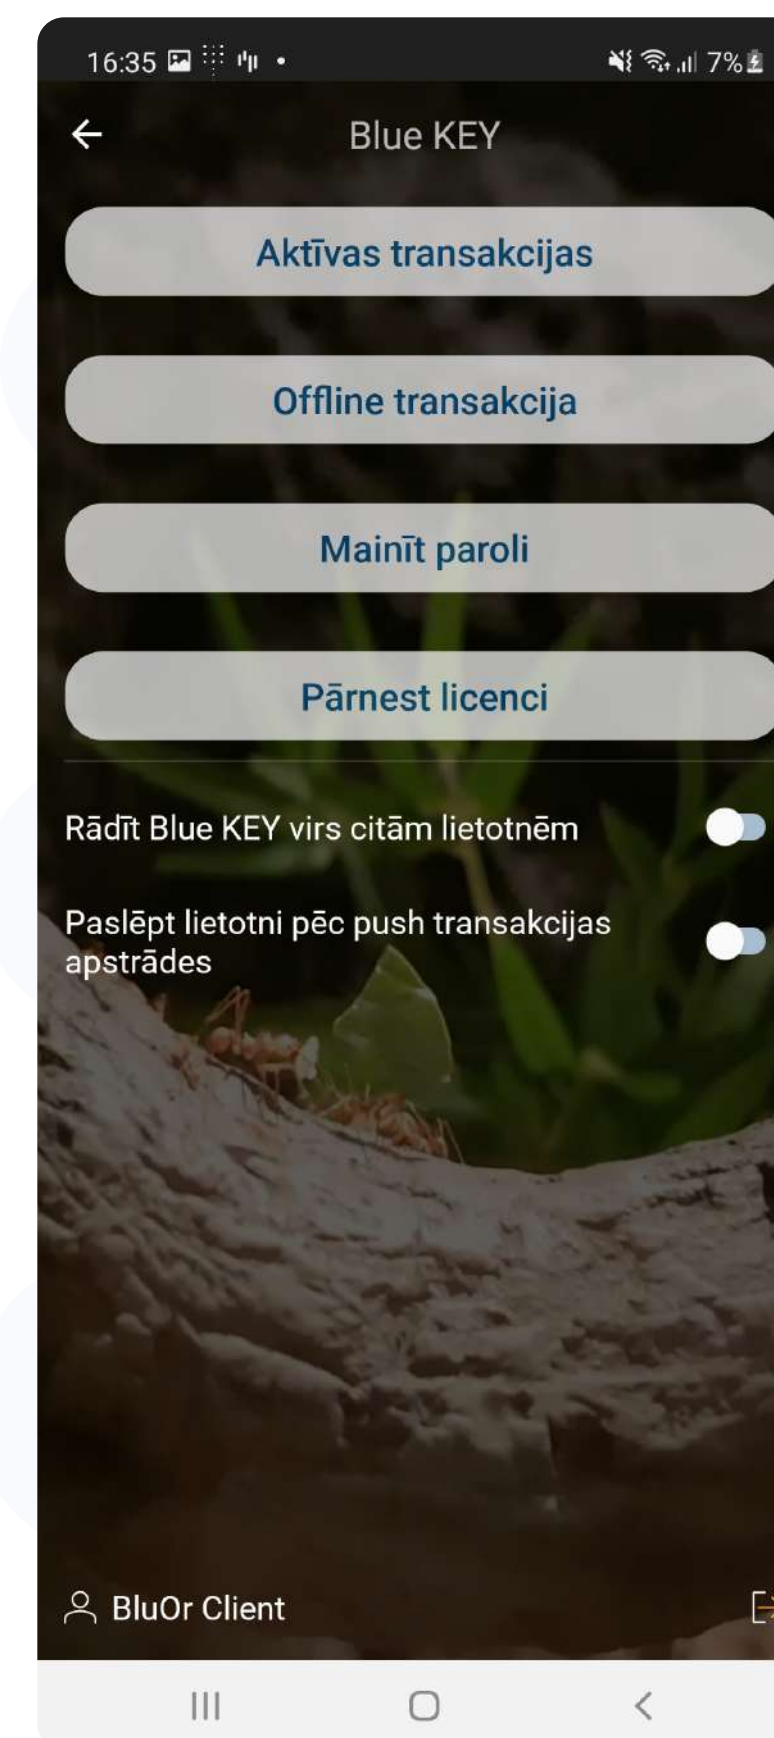 16:35 7%
Blue KEY
Aktīvas transakcijas
Offline transakcija
Mainīt paroli
Pārnest licenci
Rādīt Blue KEY virs citām lietotnēm
Paslēpt lietotni pēc push transakcijas
apstrādes
BluOr Client